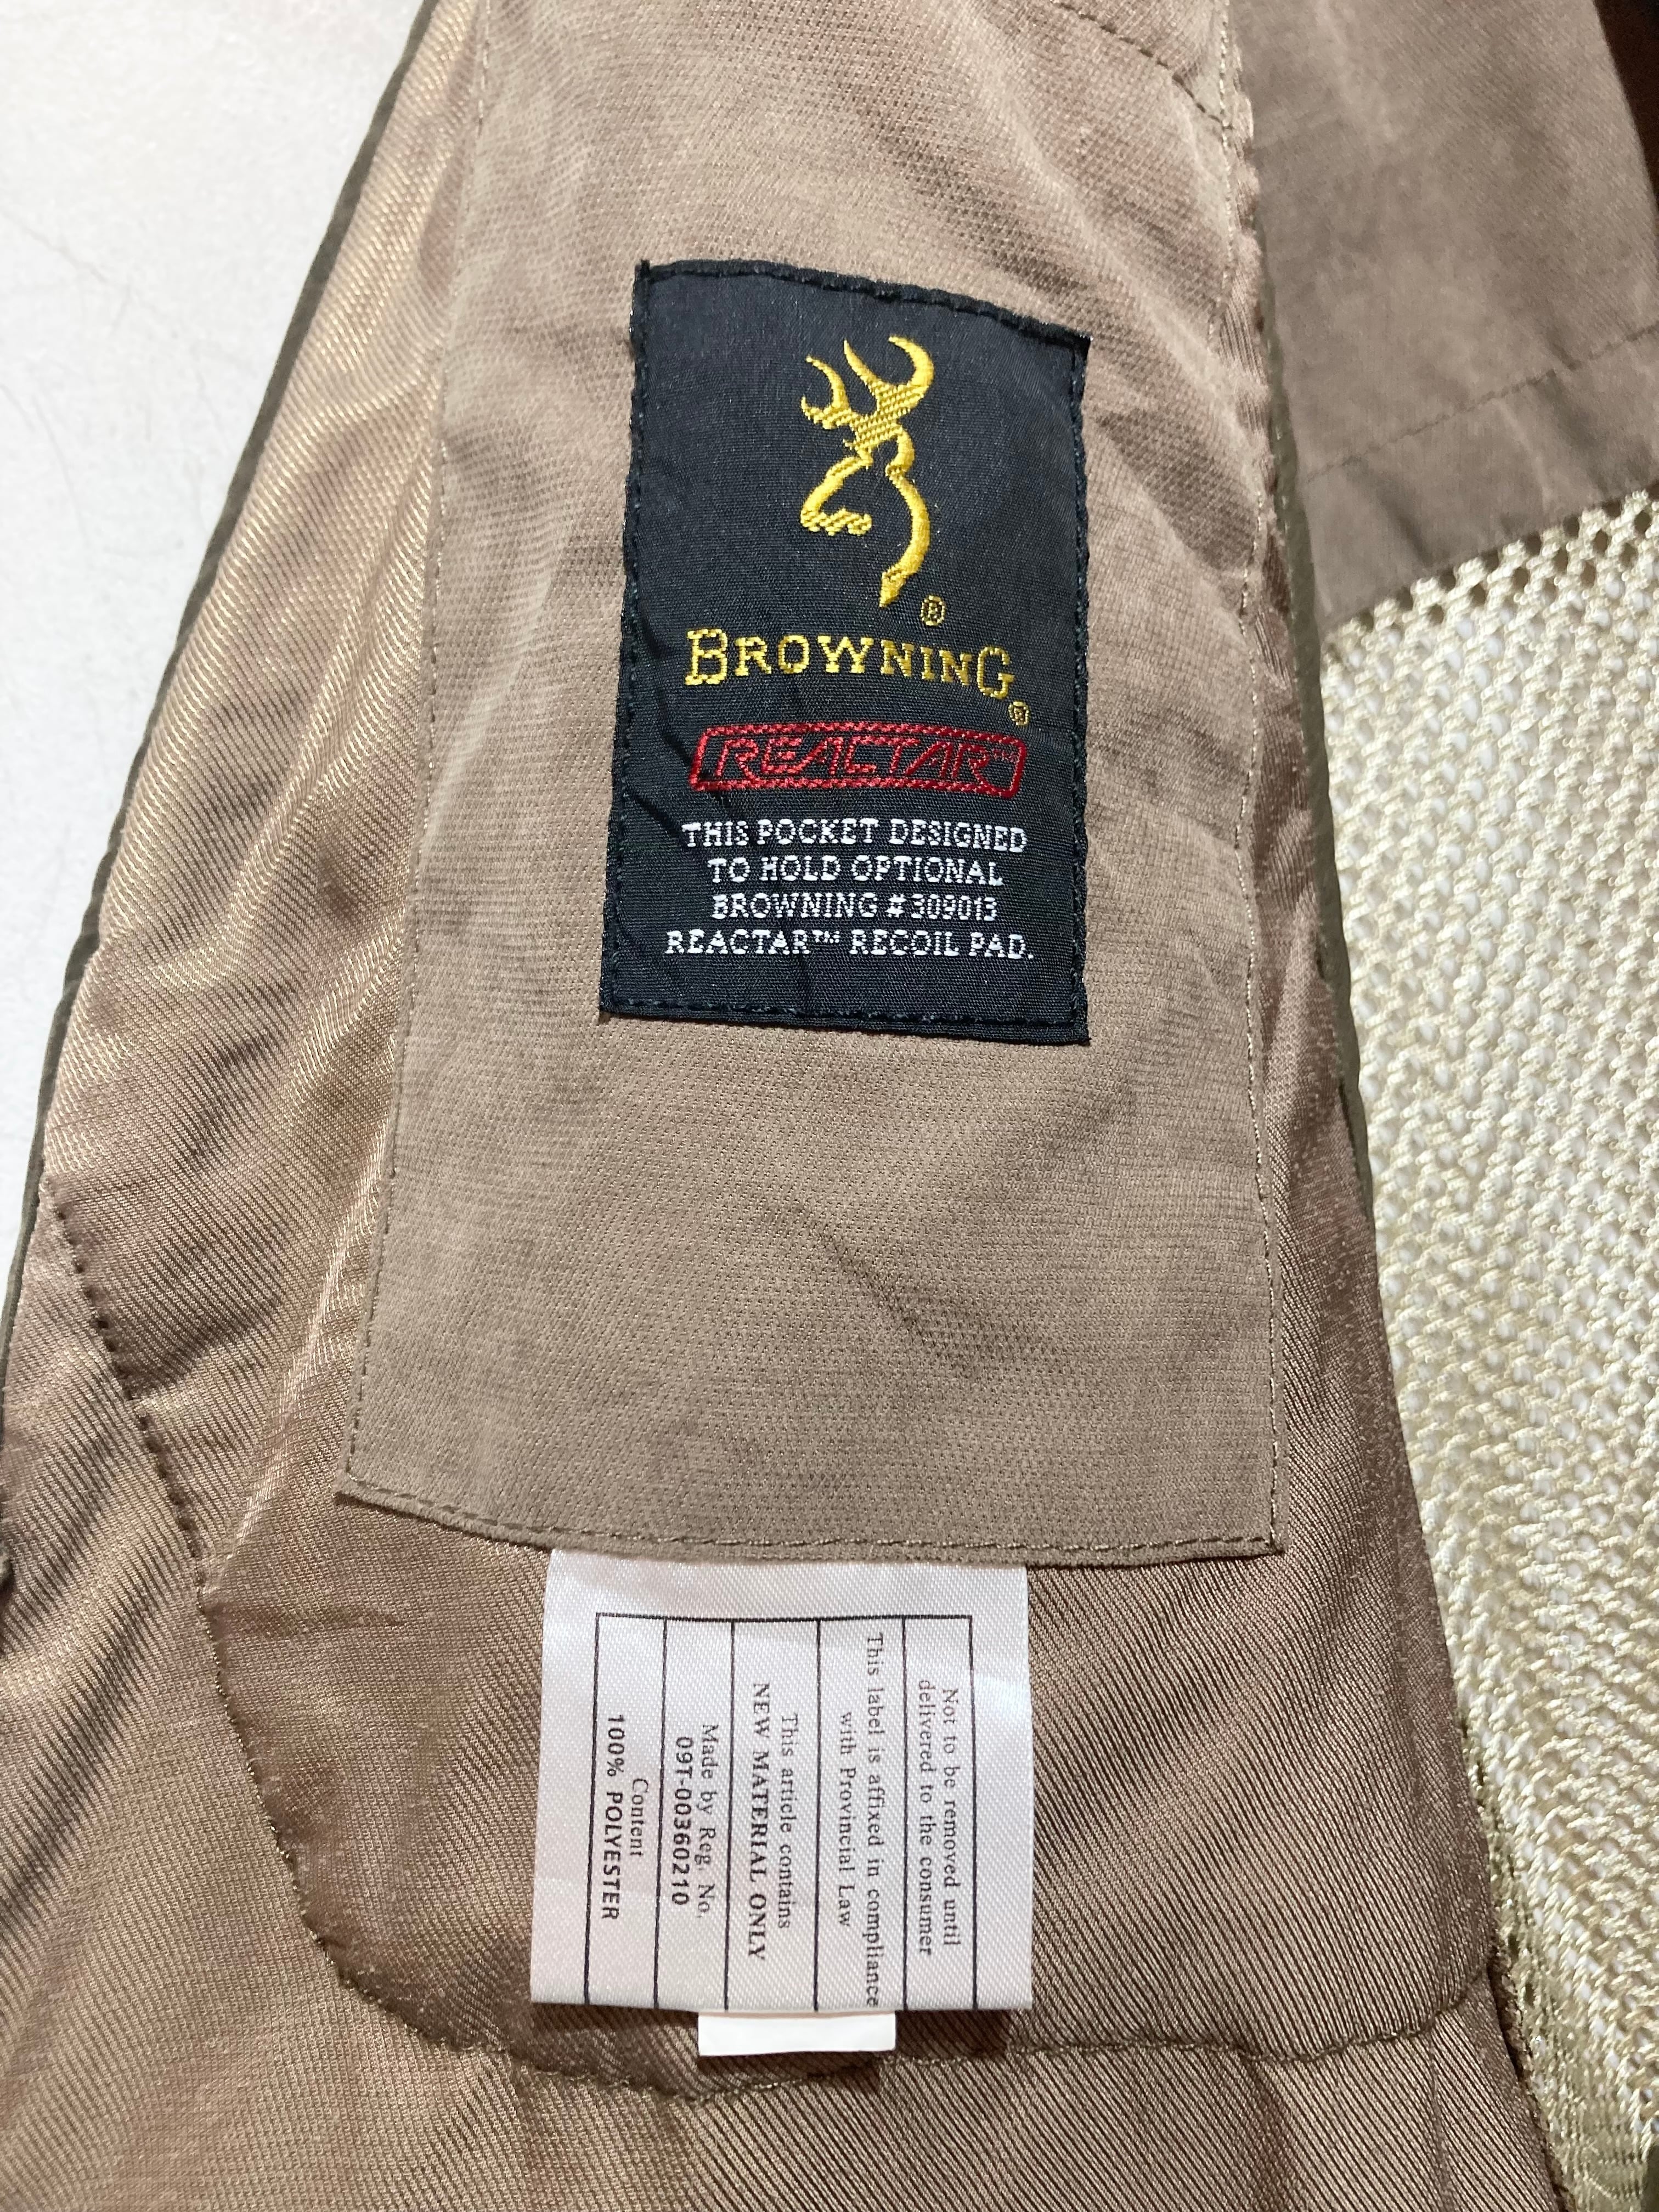 ®
BROWNING®
REACTAR™
THIS POCKET DESIGNED
TO HOLD OPTIONAL
BROWNING # 309013
REACTAR™ RECOIL PAD.
Not to be removed until
delivered to the consumer
This label is affixed in compliance
with Provincial Law
This article contains
NEW MATERIAL ONLY
Made by Reg. No.
09T-00360210
Content
100% POLYESTER